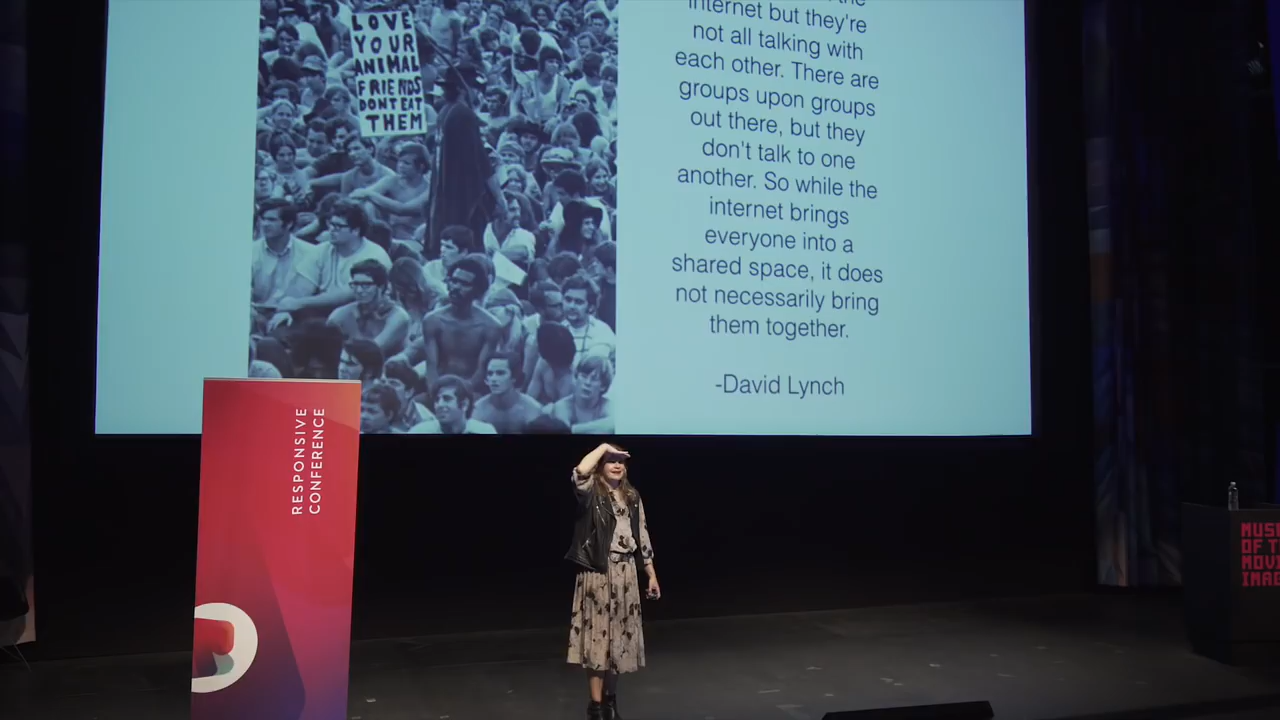 LOVE
YOUR
ANIMAL
FRIENDS
DONT EAT
THEM
internet but they're
not all talking with
each other. There are
groups upon groups
out there, but they
don't talk to one
another. So while the
internet brings
everyone into a
shared space, it does
not necessarily bring
them together.
-David Lynch
RESPONSIVE
CONFERENCE
OF